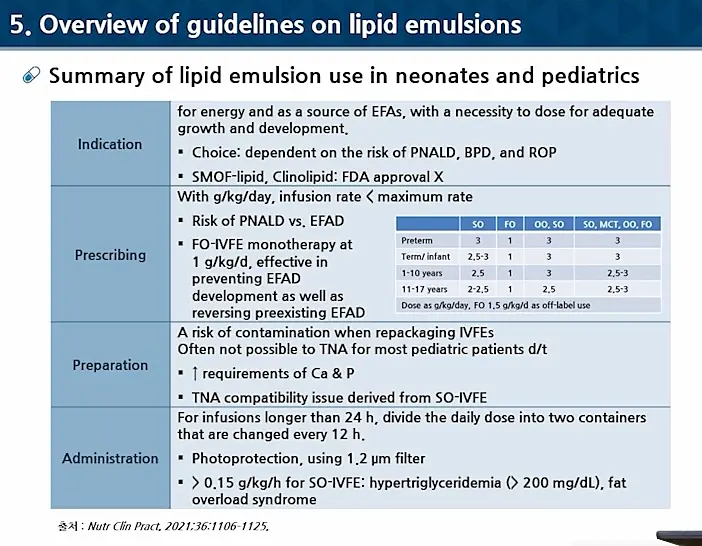 5. Overview of guidelines on lipid emulsions
Summary of lipid emulsion use in neonates and pediatrics
Indication
for energy and as a source of EFAs, with a necessity to dose for adequate
growth and development.
▪ Choice: dependent on the risk of PNALD, BPD, and ROP
▪ SMOF-lipid, Clinolipid: FDA approval X
Prescribing
With g/kg/day, infusion rate < maximum rate
▪ Risk of PNALD vs. EFAD
▪ FO-IVFE monotherapy at
1 g/kg/d, effective in
preventing EFAD
development as well as
reversing preexisting EFAD
SO FO OO, SO SO, MCT, OO, FO
Preterm 3 1 3 3
Term/ infant 2.5-3 1 3 3
1-10 years 2.5 1 3 2.5-3
11-17 years 2-2.5 1 2.5 2.5-3
Dose as g/kg/day, FO 1.5 g/kg/d as off-label use
Preparation
A risk of contamination when repackaging IVFEs
Often not possible to TNA for most pediatric patients d/t
▪ ↑ requirements of Ca & P
▪ TNA compatibility issue derived from SO-IVFE
Administration
For infusions longer than 24 h, divide the daily dose into two containers
that are changed every 12 h.
▪ Photoprotection, using 1.2 μm filter
▪ > 0.15 g/kg/h for SO-IVFE: hypertriglyceridemia (> 200 mg/dL), fat
overload syndrome
출처 : Nutr Clin Pract. 2021;36:1106-1125.